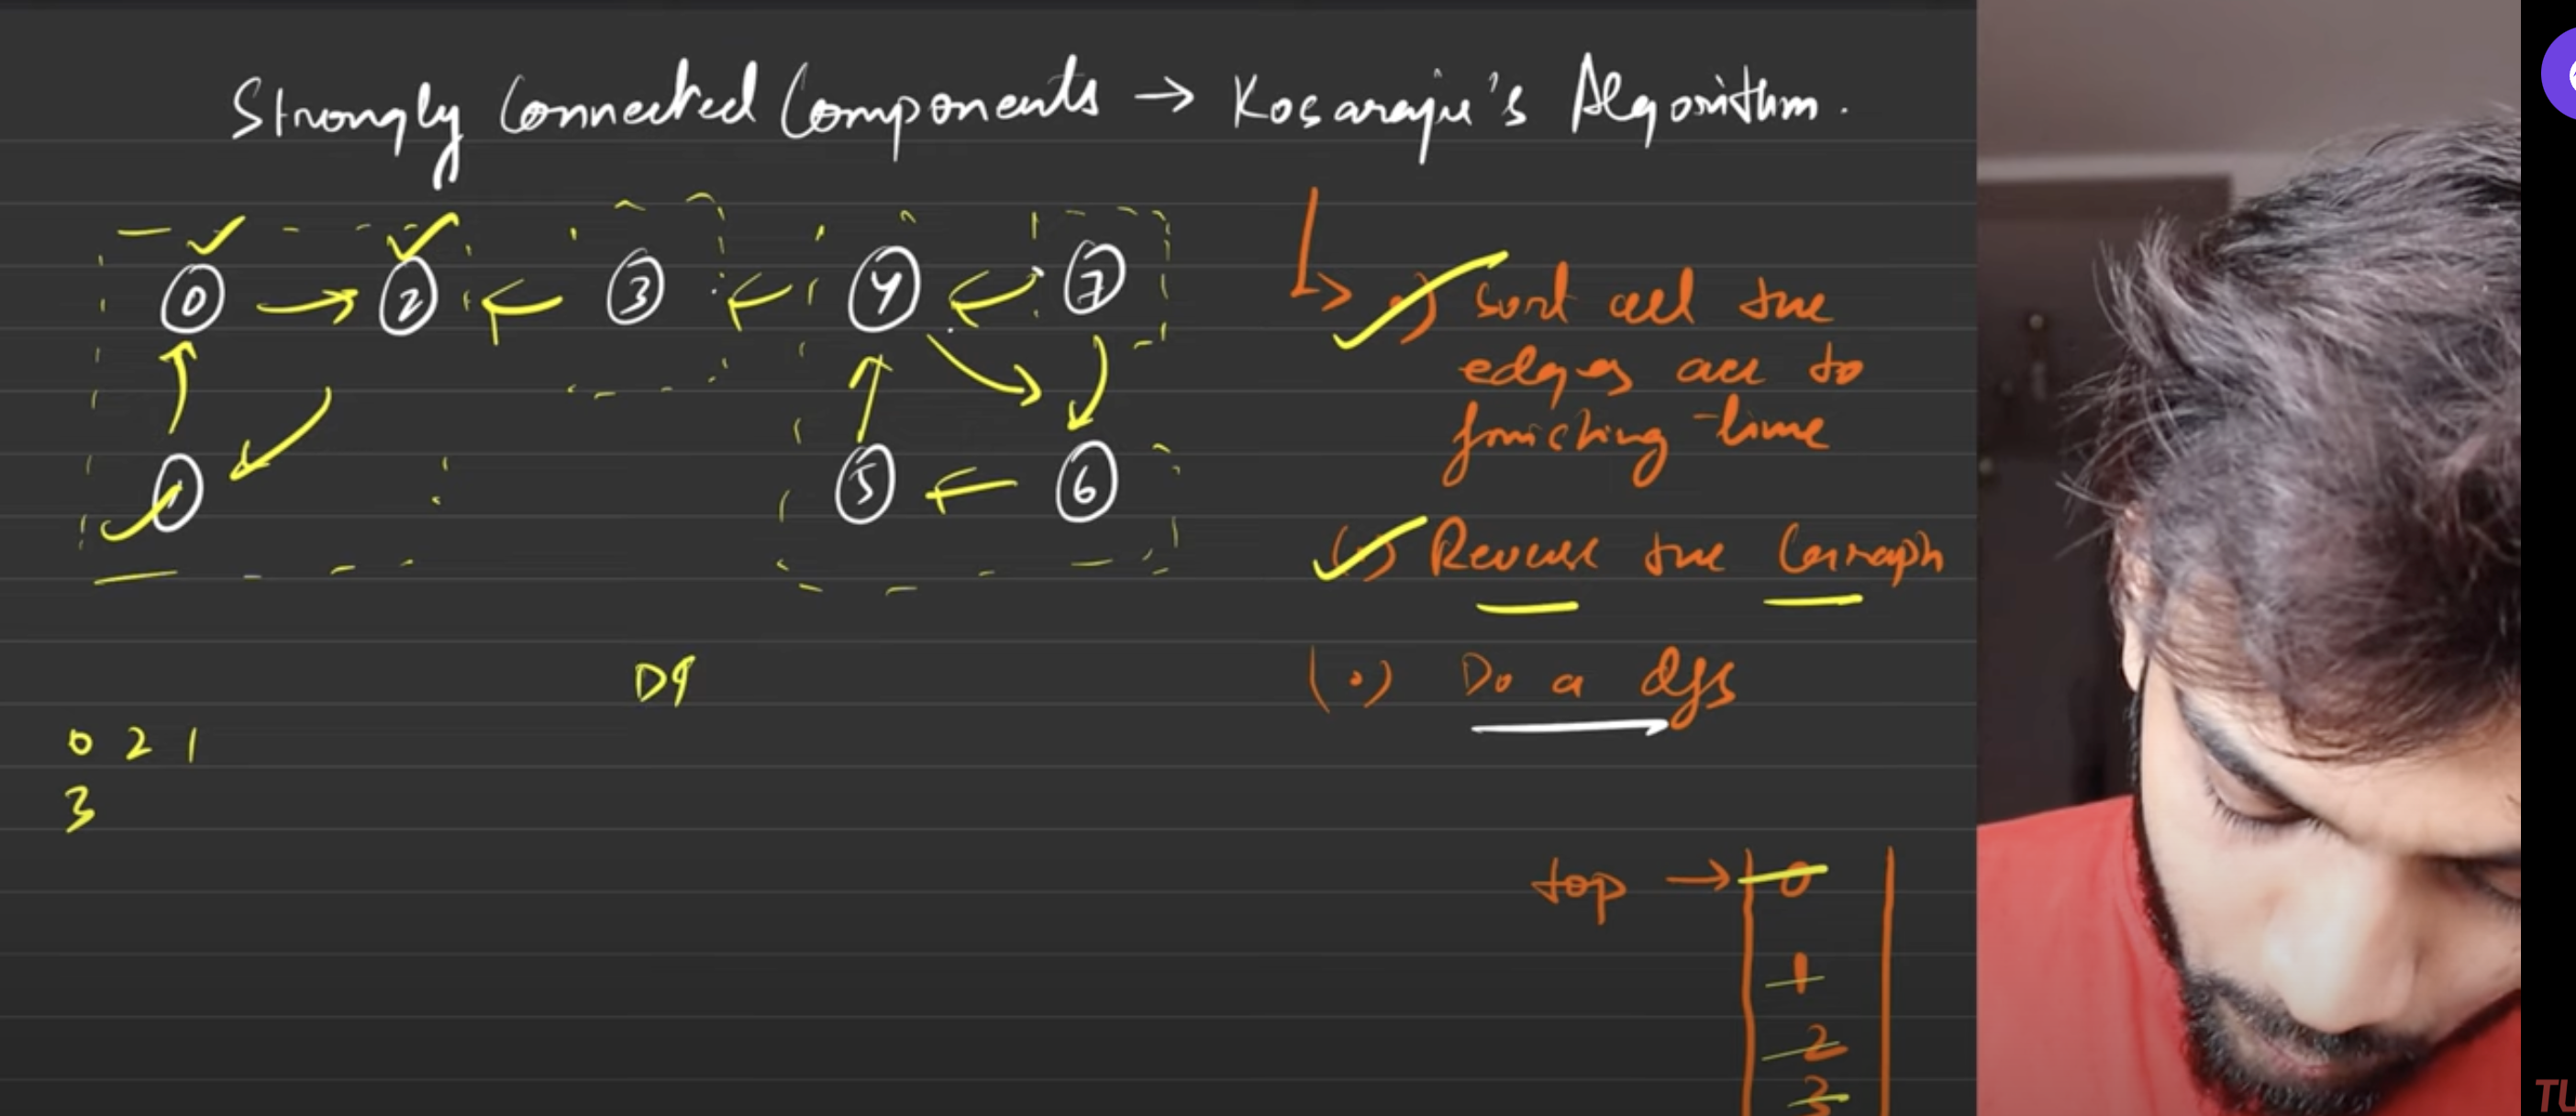 Strongly Connected Components → Kosaraju's Algorithm.
0 2 3 4 7
1 5 6
(.) Sort all the
edges acc to
finishing time
(.) Reverse the Graph
(.) Do a dfs
0 2 1
3
top → 0
1
2
3
TU